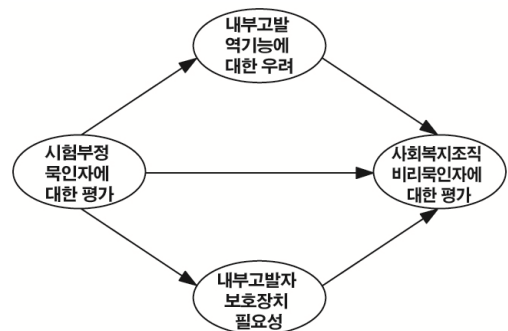 내부고발
역기능에
대한 우려
시험부정
묵인자에
대한 평가
사회복지조직
비리묵인자에
대한 평가
내부고발자
보호장치
필요성